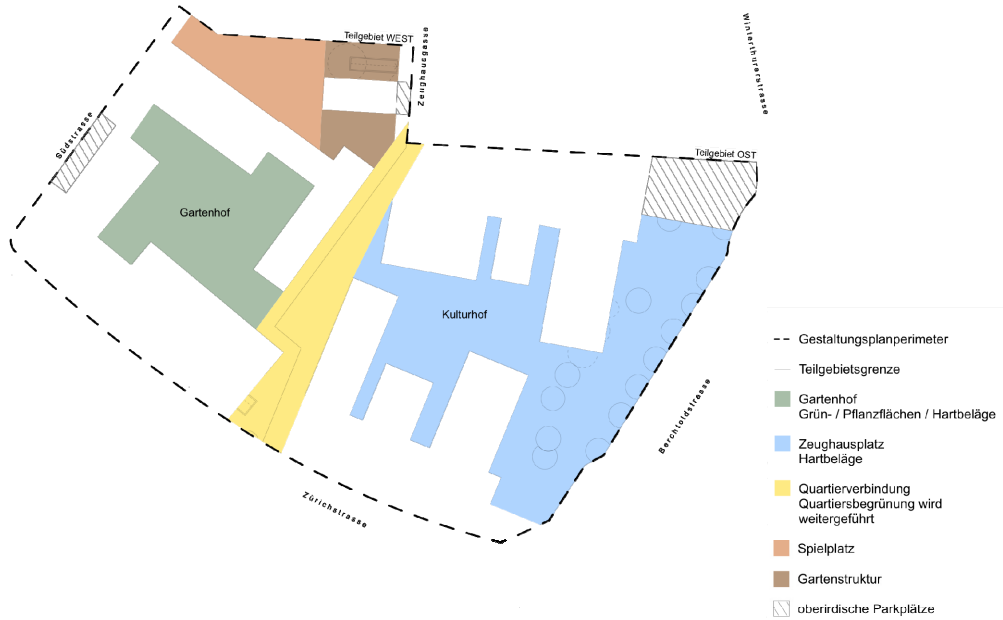 Teilgebiet WEST
Zeughausgasse
Winterthurerstrasse
Südstrasse
Teilgebiet OST
Gartenhof
Kulturhof
Berchtoldstrasse
Zürichstrasse
Gestaltungsplanperimeter
Teilgebietsgrenze
Gartenhof
Grün- / Pflanzflächen / Hartbeläge
Zeughausplatz
Hartbeläge
Quartierverbindung
Quartiersbegrünung wird
weitergeführt
Spielplatz
Gartenstruktur
oberirdische Parkplätze